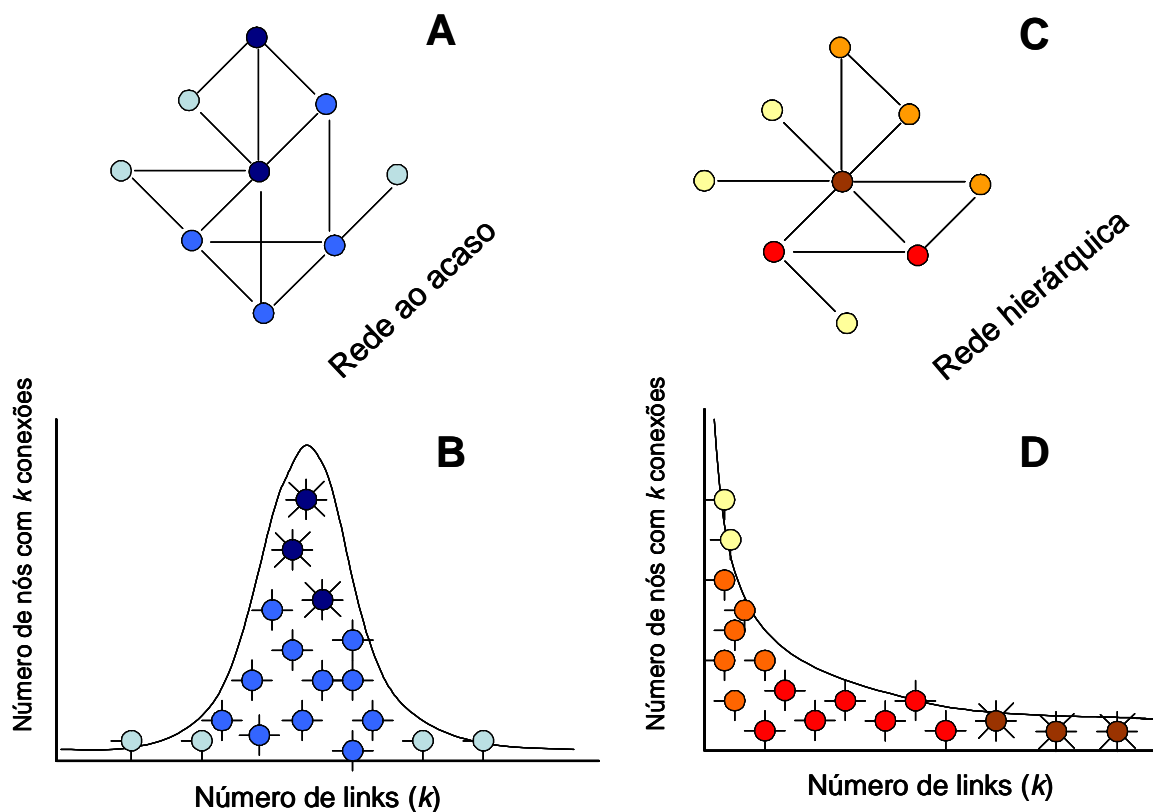 A
Rede ao acaso
C
Rede hierárquica
B
Número de nós com k conexões
Número de links (k)
D
Número de nós com k conexões
Número de links (k)